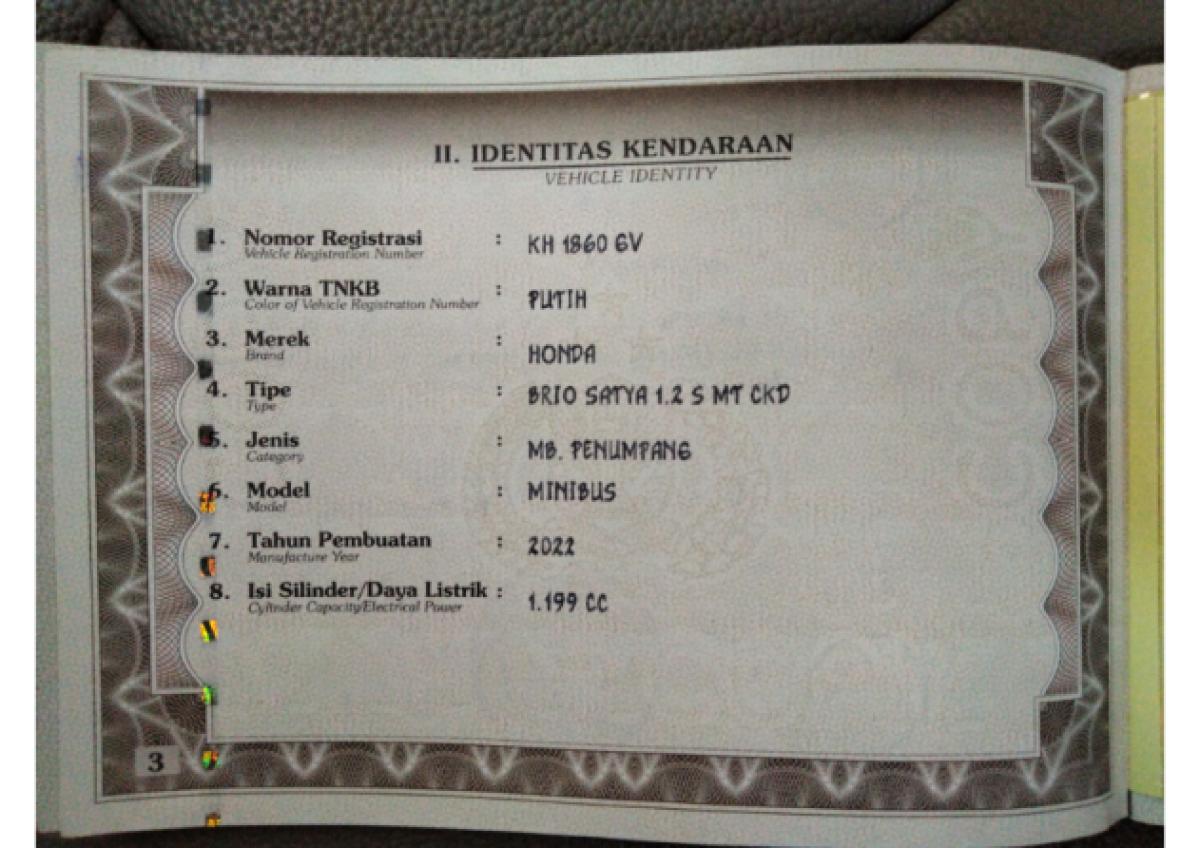 II. IDENTITAS KENDARAAN
VEHICLE IDENTITY
1. Nomor Registrasi : KH 1860 GV
Vehicle Registration Number
2. Warna TNKB : PUTIH
Color of Vehicle Registration Number
3. Merek : HONDA
Brand
4. Tipe : BRIO SATYA 1.2 S MT CKD
Type
5. Jenis : MB. PENUMPANG
Category
6. Model : MINIBUS
Model
7. Tahun Pembuatan : 2022
Manufacture Year
8. Isi Silinder/Daya Listrik : 1.199 CC
Cylinder Capacity/Electrical Power
3